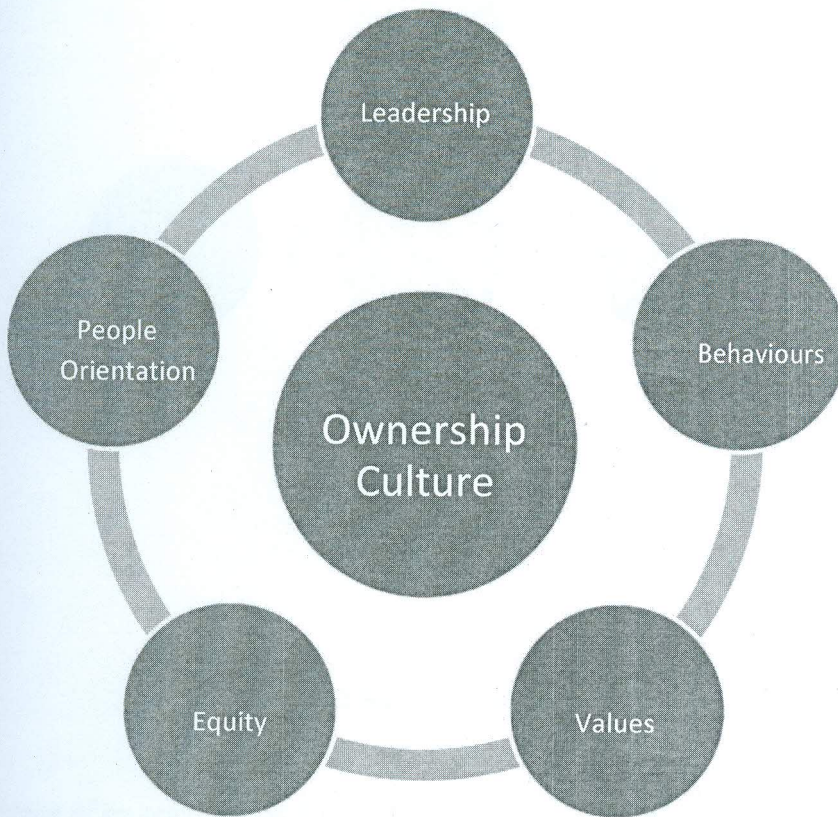 Leadership
Behaviours
Values
Equity
People
Orientation
Ownership
Culture